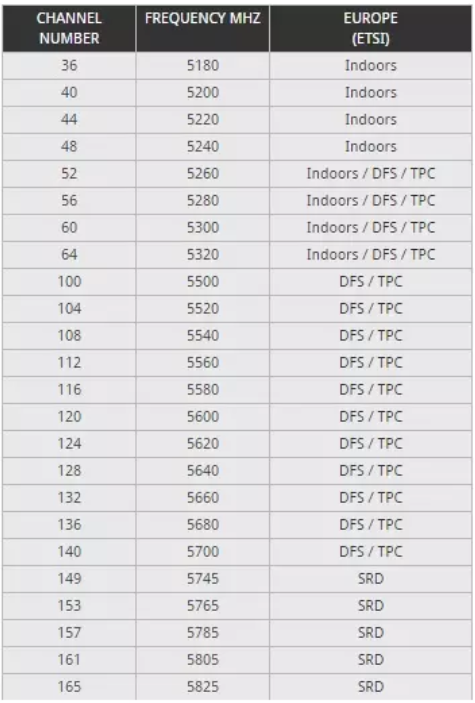 CHANNEL NUMBER FREQUENCY MHZ EUROPE (ETSI)
36 5180 Indoors
40 5200 Indoors
44 5220 Indoors
48 5240 Indoors
52 5260 Indoors / DFS / TPC
56 5280 Indoors / DFS / TPC
60 5300 Indoors / DFS / TPC
64 5320 Indoors / DFS / TPC
100 5500 DFS / TPC
104 5520 DFS / TPC
108 5540 DFS / TPC
112 5560 DFS / TPC
116 5580 DFS / TPC
120 5600 DFS / TPC
124 5620 DFS / TPC
128 5640 DFS / TPC
132 5660 DFS / TPC
136 5680 DFS / TPC
140 5700 DFS / TPC
149 5745 SRD
153 5765 SRD
157 5785 SRD
161 5805 SRD
165 5825 SRD